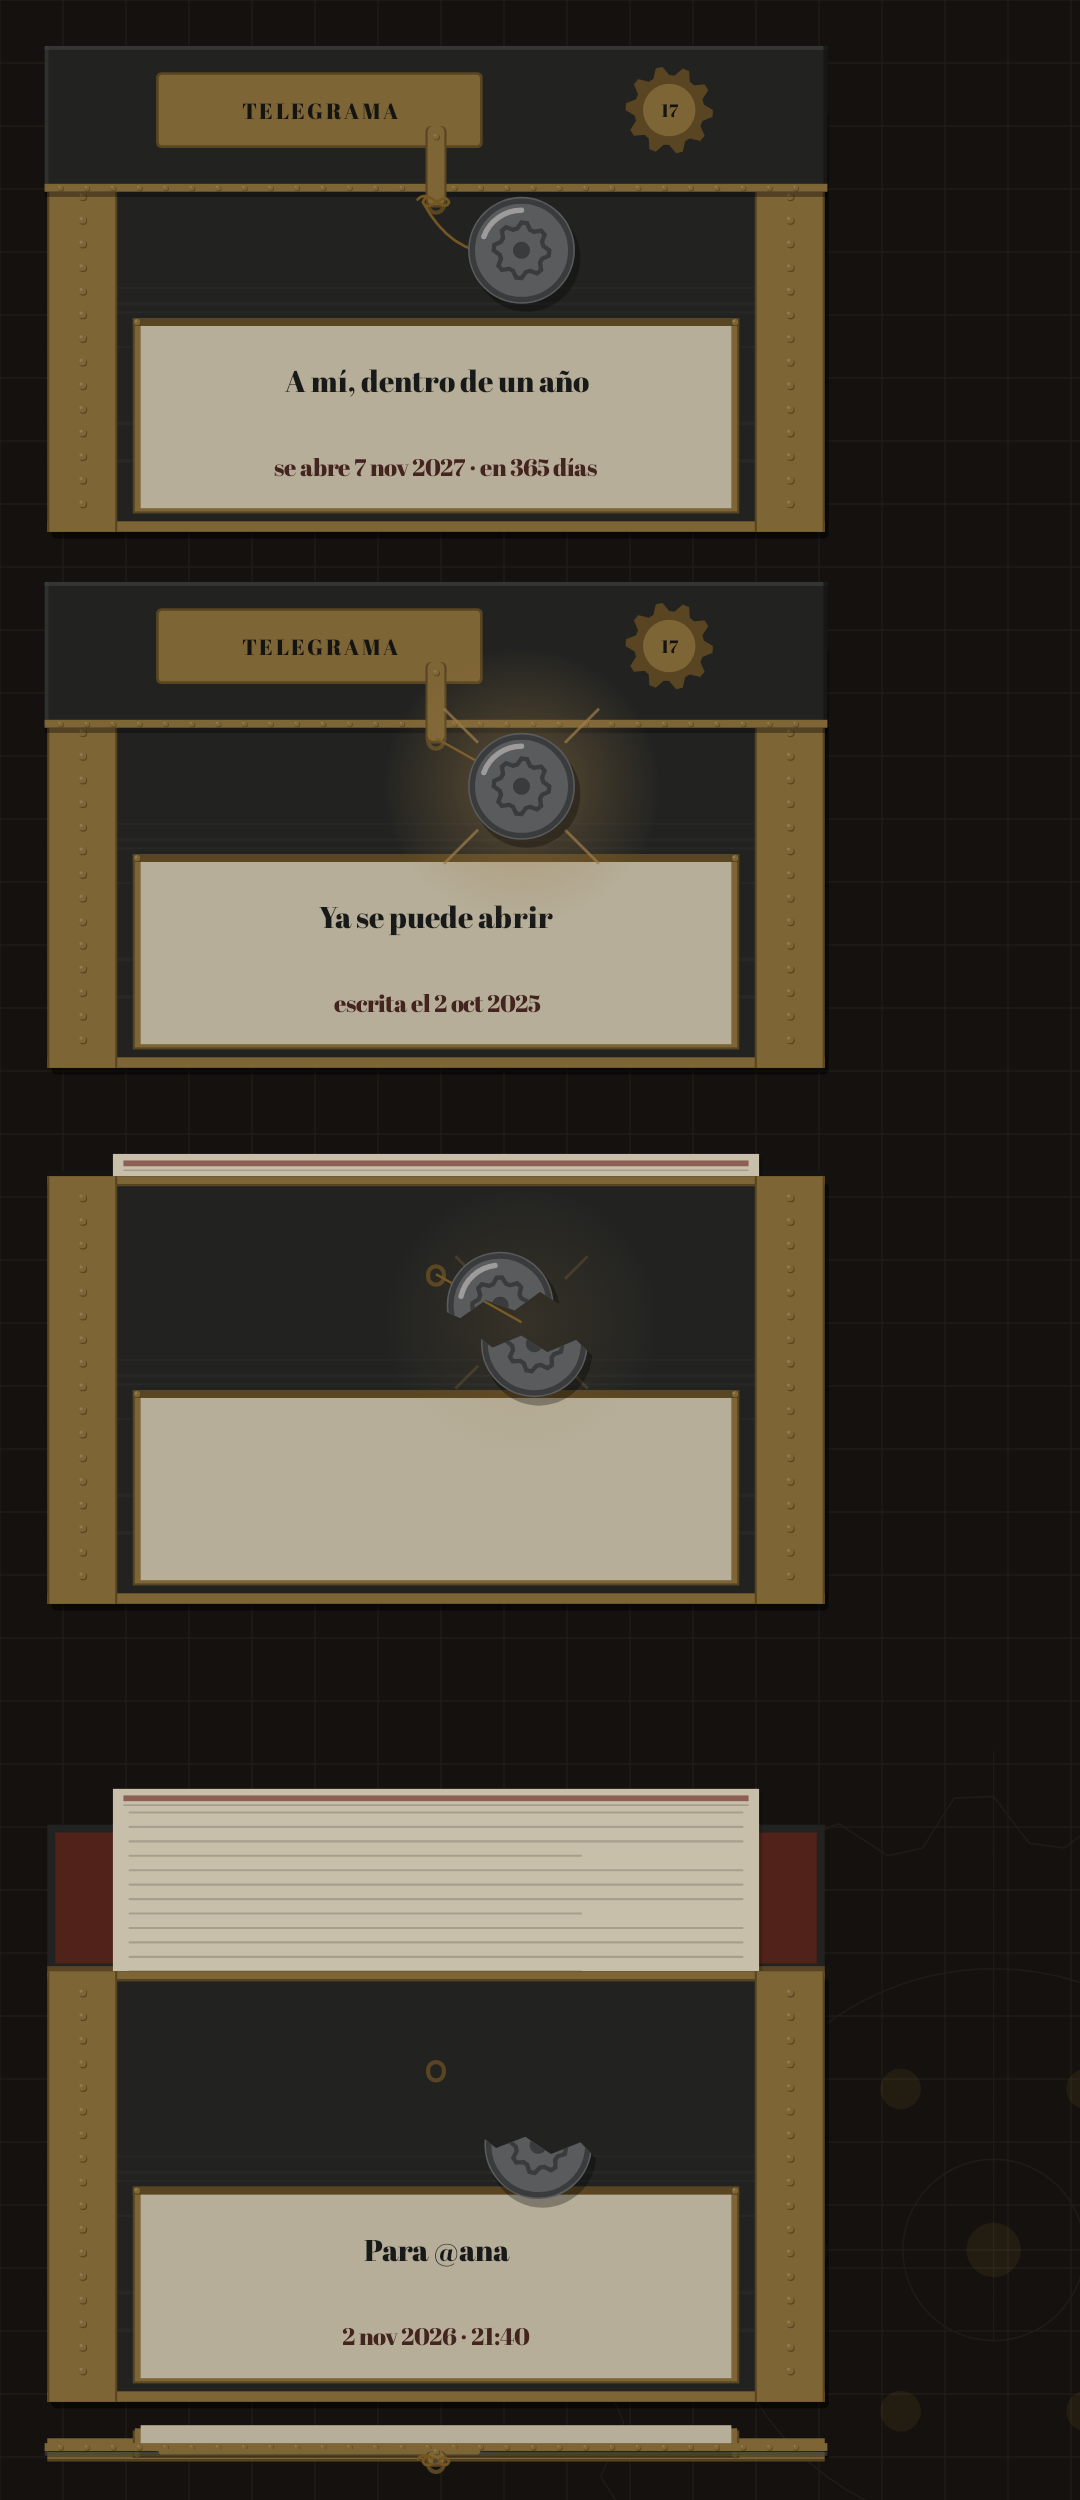 TELEGRAMA
17
A mí, dentro de un año
se abre 7 nov 2027 · en 365 días
TELEGRAMA
17
Ya se puede abrir
escrita el 2 oct 2025
Para @ana
2 nov 2026 · 21:40